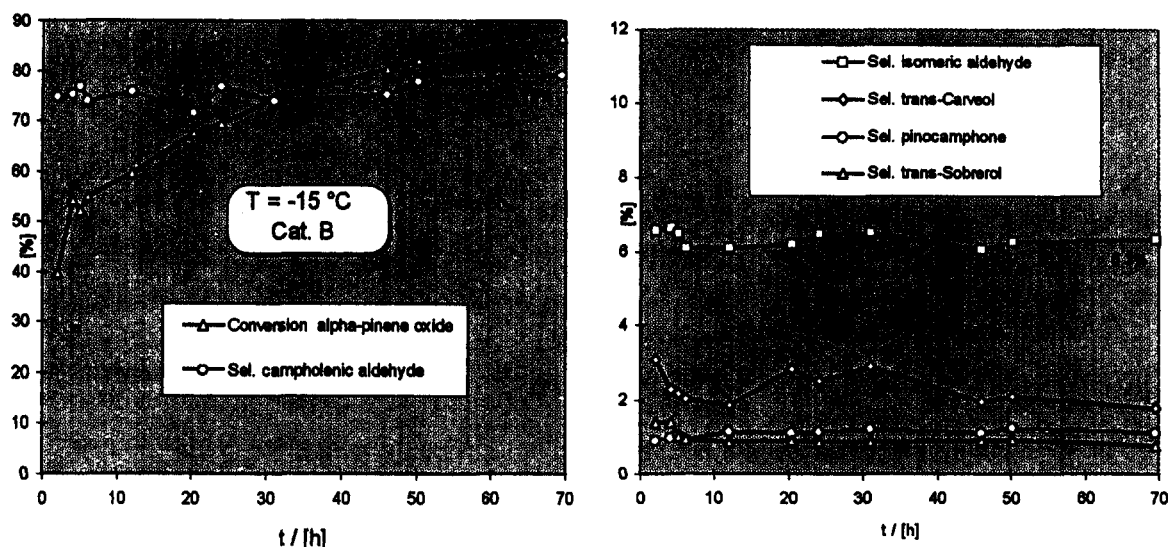 90
80
70
60
50
[%]
40
30
20
10
0
T = -15 °C
Cat. B
Conversion alpha-pinene oxide
Sel. campholenic aldehyde
0 10 20 30 40 50 60 70
t / [h]
12
10
8
6
4
2
0
[%]
Sel. isomeric aldehyde
Sel. trans-Carveol
Sel. pinocamphone
Sel. trans-Sobrerol
0 10 20 30 40 50 60 70
t / [h]